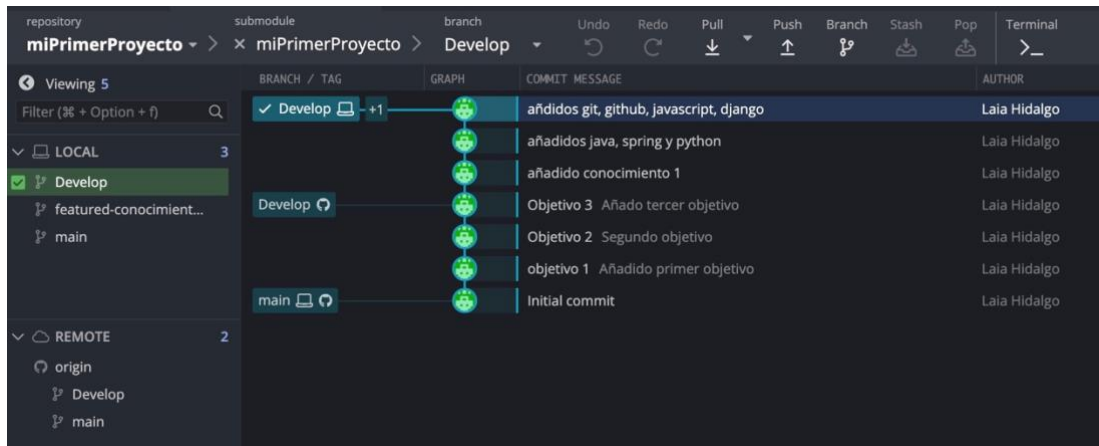 repository submodule branch Undo Redo Pull Push Branch Stash Pop Terminal
miPrimerProyecto miPrimerProyecto Develop
Viewing 5 BRANCH / TAG GRAPH COMMIT MESSAGE AUTHOR
Filter (⌘ + Option + f) Develop +1 añdidos git, github, javascript, django Laia Hidalgo
añadidos java, spring y python Laia Hidalgo
LOCAL 3
Develop añadido conocimiento 1 Laia Hidalgo
featured-conocimient... Develop Objetivo 3 Añado tercer objetivo Laia Hidalgo
main Objetivo 2 Segundo objetivo Laia Hidalgo
objetivo 1 Añadido primer objetivo Laia Hidalgo
main Initial commit Laia Hidalgo
REMOTE 2
origin
Develop
main